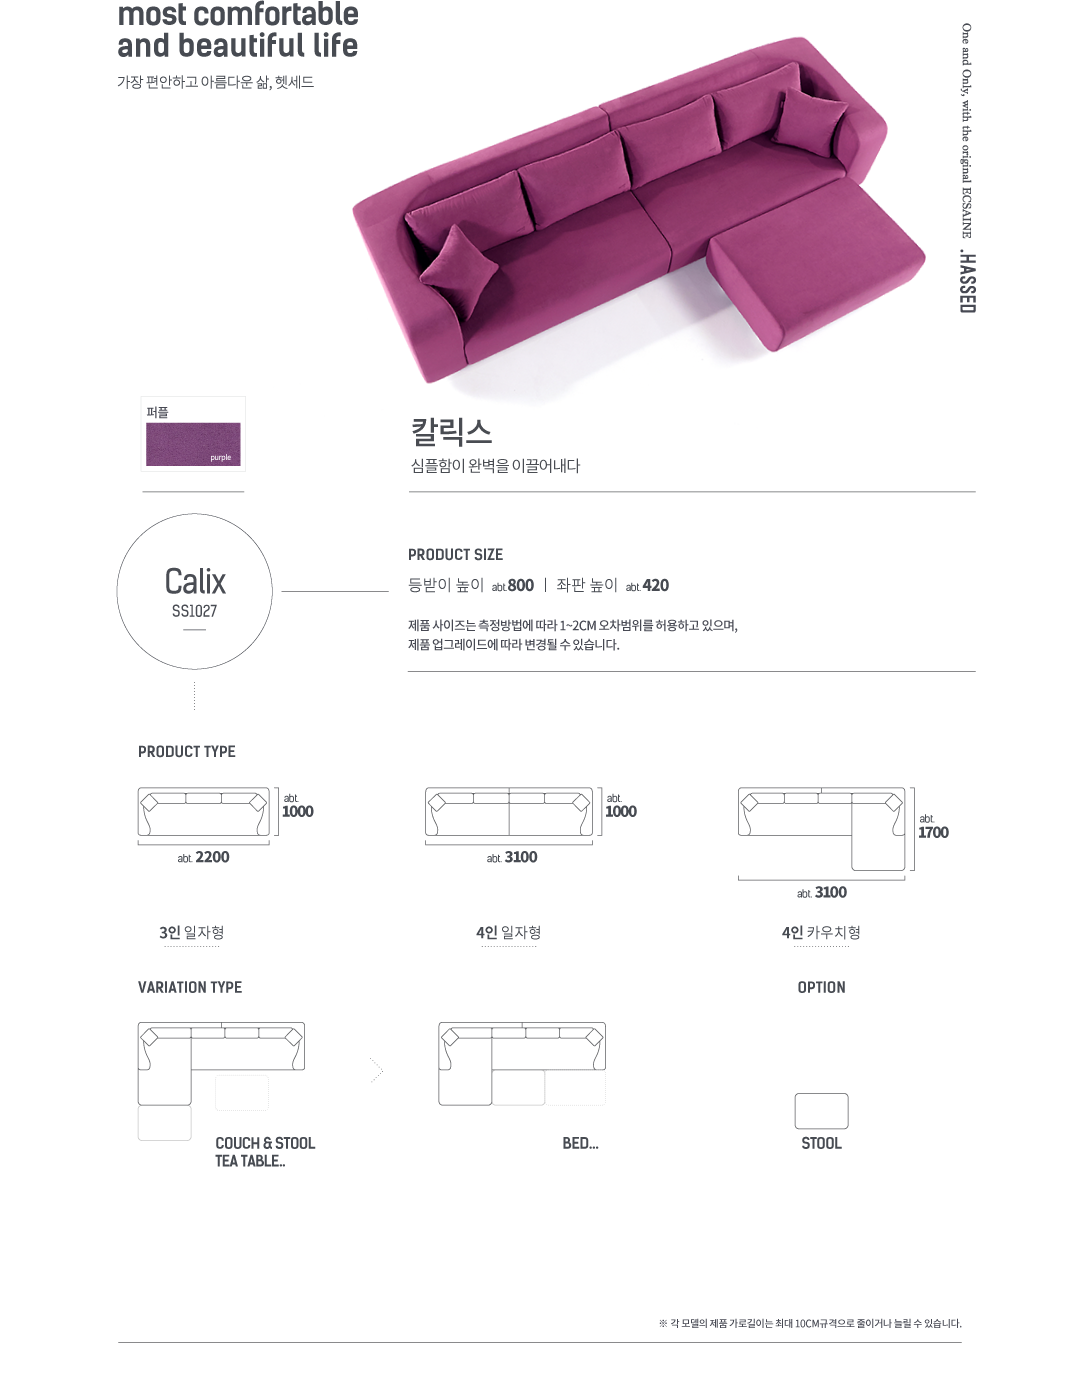 most comfortable
and beautiful life
가장 편안하고 아름다운 삶, 헷세드
One and Only, with the original ECSAINE .HASSED
퍼플
purple
칼릭스
심플함이 완벽을 이끌어내다
Calix
SS1027
PRODUCT SIZE
등받이 높이 abt.800 | 좌판 높이 abt.420
제품 사이즈는 측정방법에 따라 1~2CM 오차범위를 허용하고 있으며,
제품 업그레이드에 따라 변경될 수 있습니다.
PRODUCT TYPE
abt.
1000
abt. 2200
3인 일자형
abt.
1000
abt. 3100
4인 일자형
abt.
1700
abt. 3100
4인 카우치형
VARIATION TYPE
COUCH & STOOL
TEA TABLE..
BED...
OPTION
STOOL
※ 각 모델의 제품 가로길이는 최대 10CM규격으로 줄이거나 늘릴 수 있습니다.